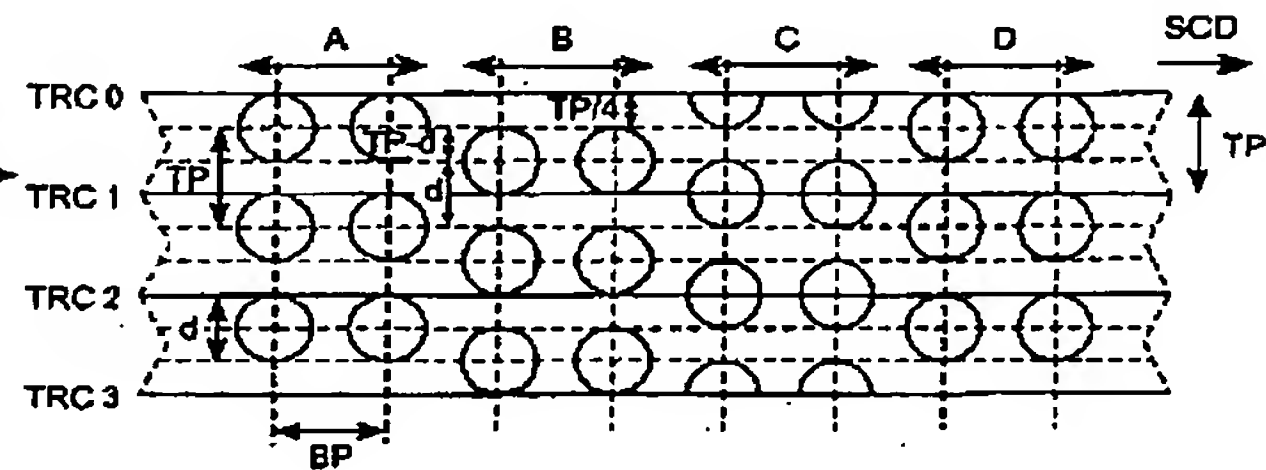 A B C D SCD
TRC 0
TP/4
TP-d
TP
TP
d
TRC 1
TRC 2
d
TRC 3
BP